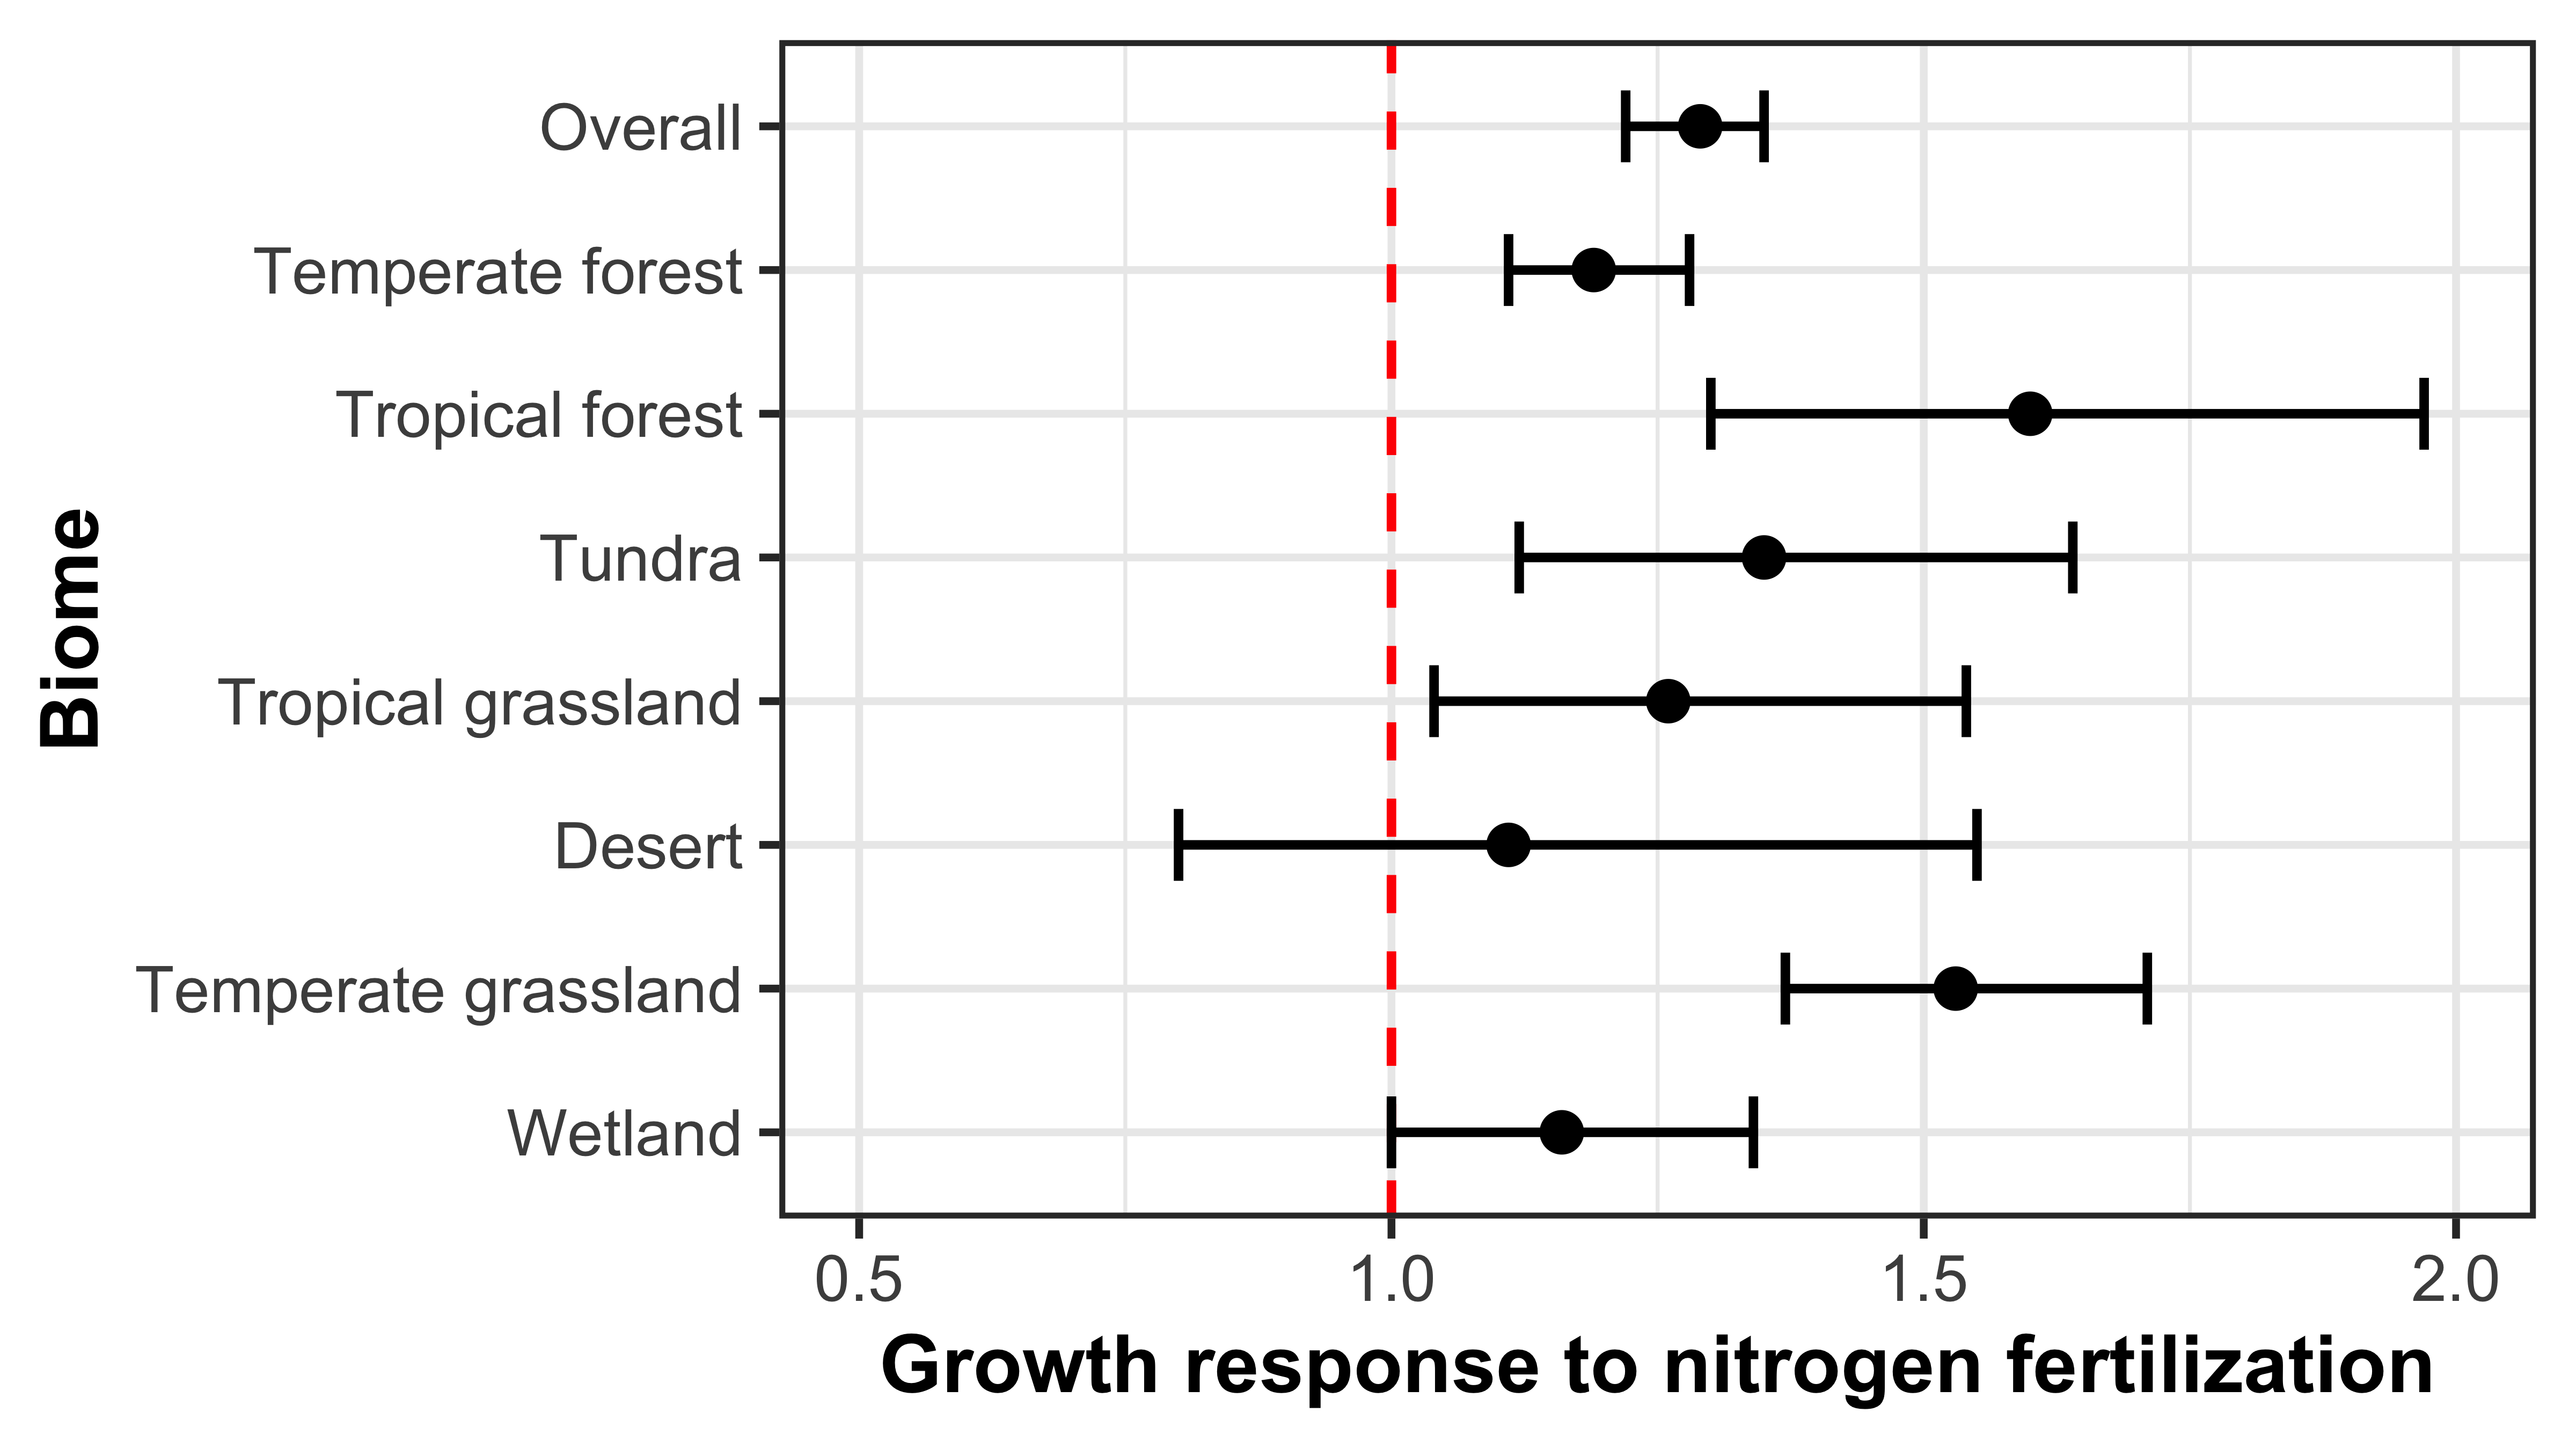 Biome
Overall
Temperate forest
Tropical forest
Tundra
Tropical grassland
Desert
Temperate grassland
Wetland
0.5 1.0 1.5 2.0
Growth response to nitrogen fertilization